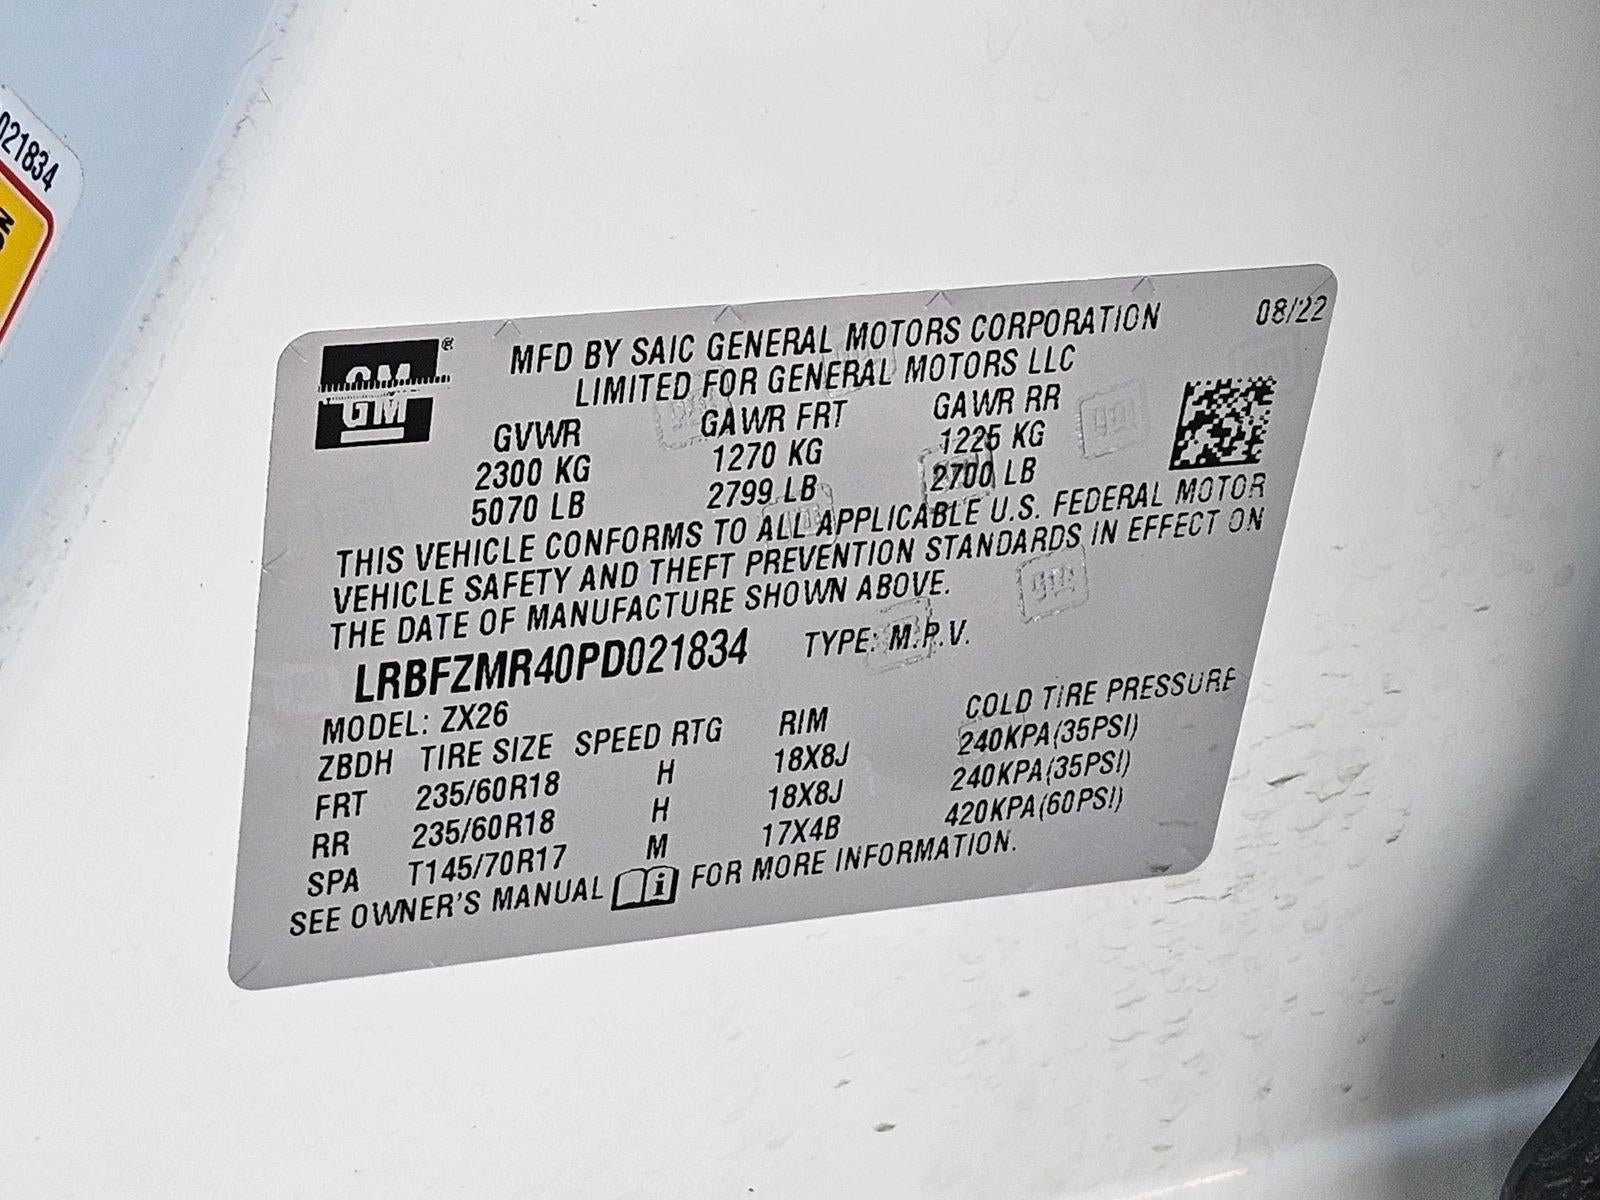 021834
GM ®
MFD BY SAIC GENERAL MOTORS CORPORATION 08/22
LIMITED FOR GENERAL MOTORS LLC
GVWR GAWR FRT GAWR RR
2300 KG 1270 KG 1225 KG
5070 LB 2799 LB 2700 LB
THIS VEHICLE CONFORMS TO ALL APPLICABLE U.S. FEDERAL MOTOR
VEHICLE SAFETY AND THEFT PREVENTION STANDARDS IN EFFECT ON
THE DATE OF MANUFACTURE SHOWN ABOVE.
LRBFZMR40PD021834 TYPE: M.P.V.
MODEL: ZX26
ZBDH TIRE SIZE SPEED RTG RIM COLD TIRE PRESSURE
FRT 235/60R18 H 18X8J 240KPA(35PSI)
RR 235/60R18 H 18X8J 240KPA(35PSI)
SPA T145/70R17 M 17X4B 420KPA(60PSI)
SEE OWNER'S MANUAL FOR MORE INFORMATION.